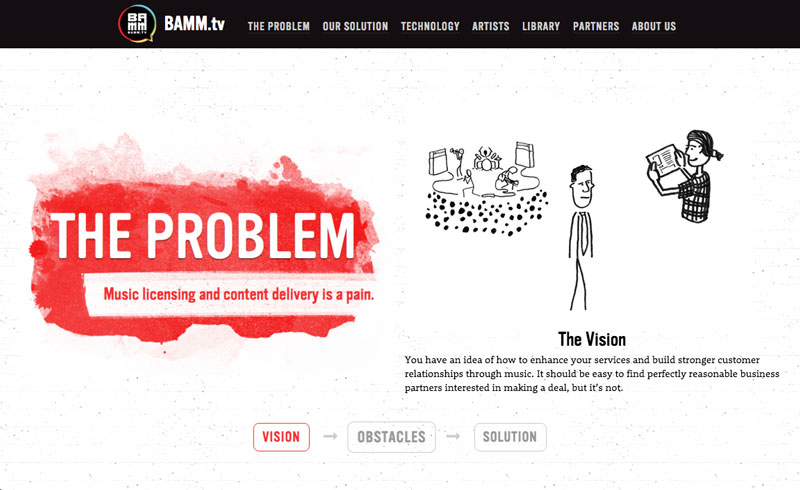 BAMM.TV
BAMM.tv THE PROBLEM OUR SOLUTION TECHNOLOGY ARTISTS LIBRARY PARTNERS ABOUT US
THE PROBLEM
Music licensing and content delivery is a pain.
The Vision
You have an idea of how to enhance your services and build stronger customer
relationships through music. It should be easy to find perfectly reasonable business
partners interested in making a deal, but it's not.
VISION → OBSTACLES → SOLUTION